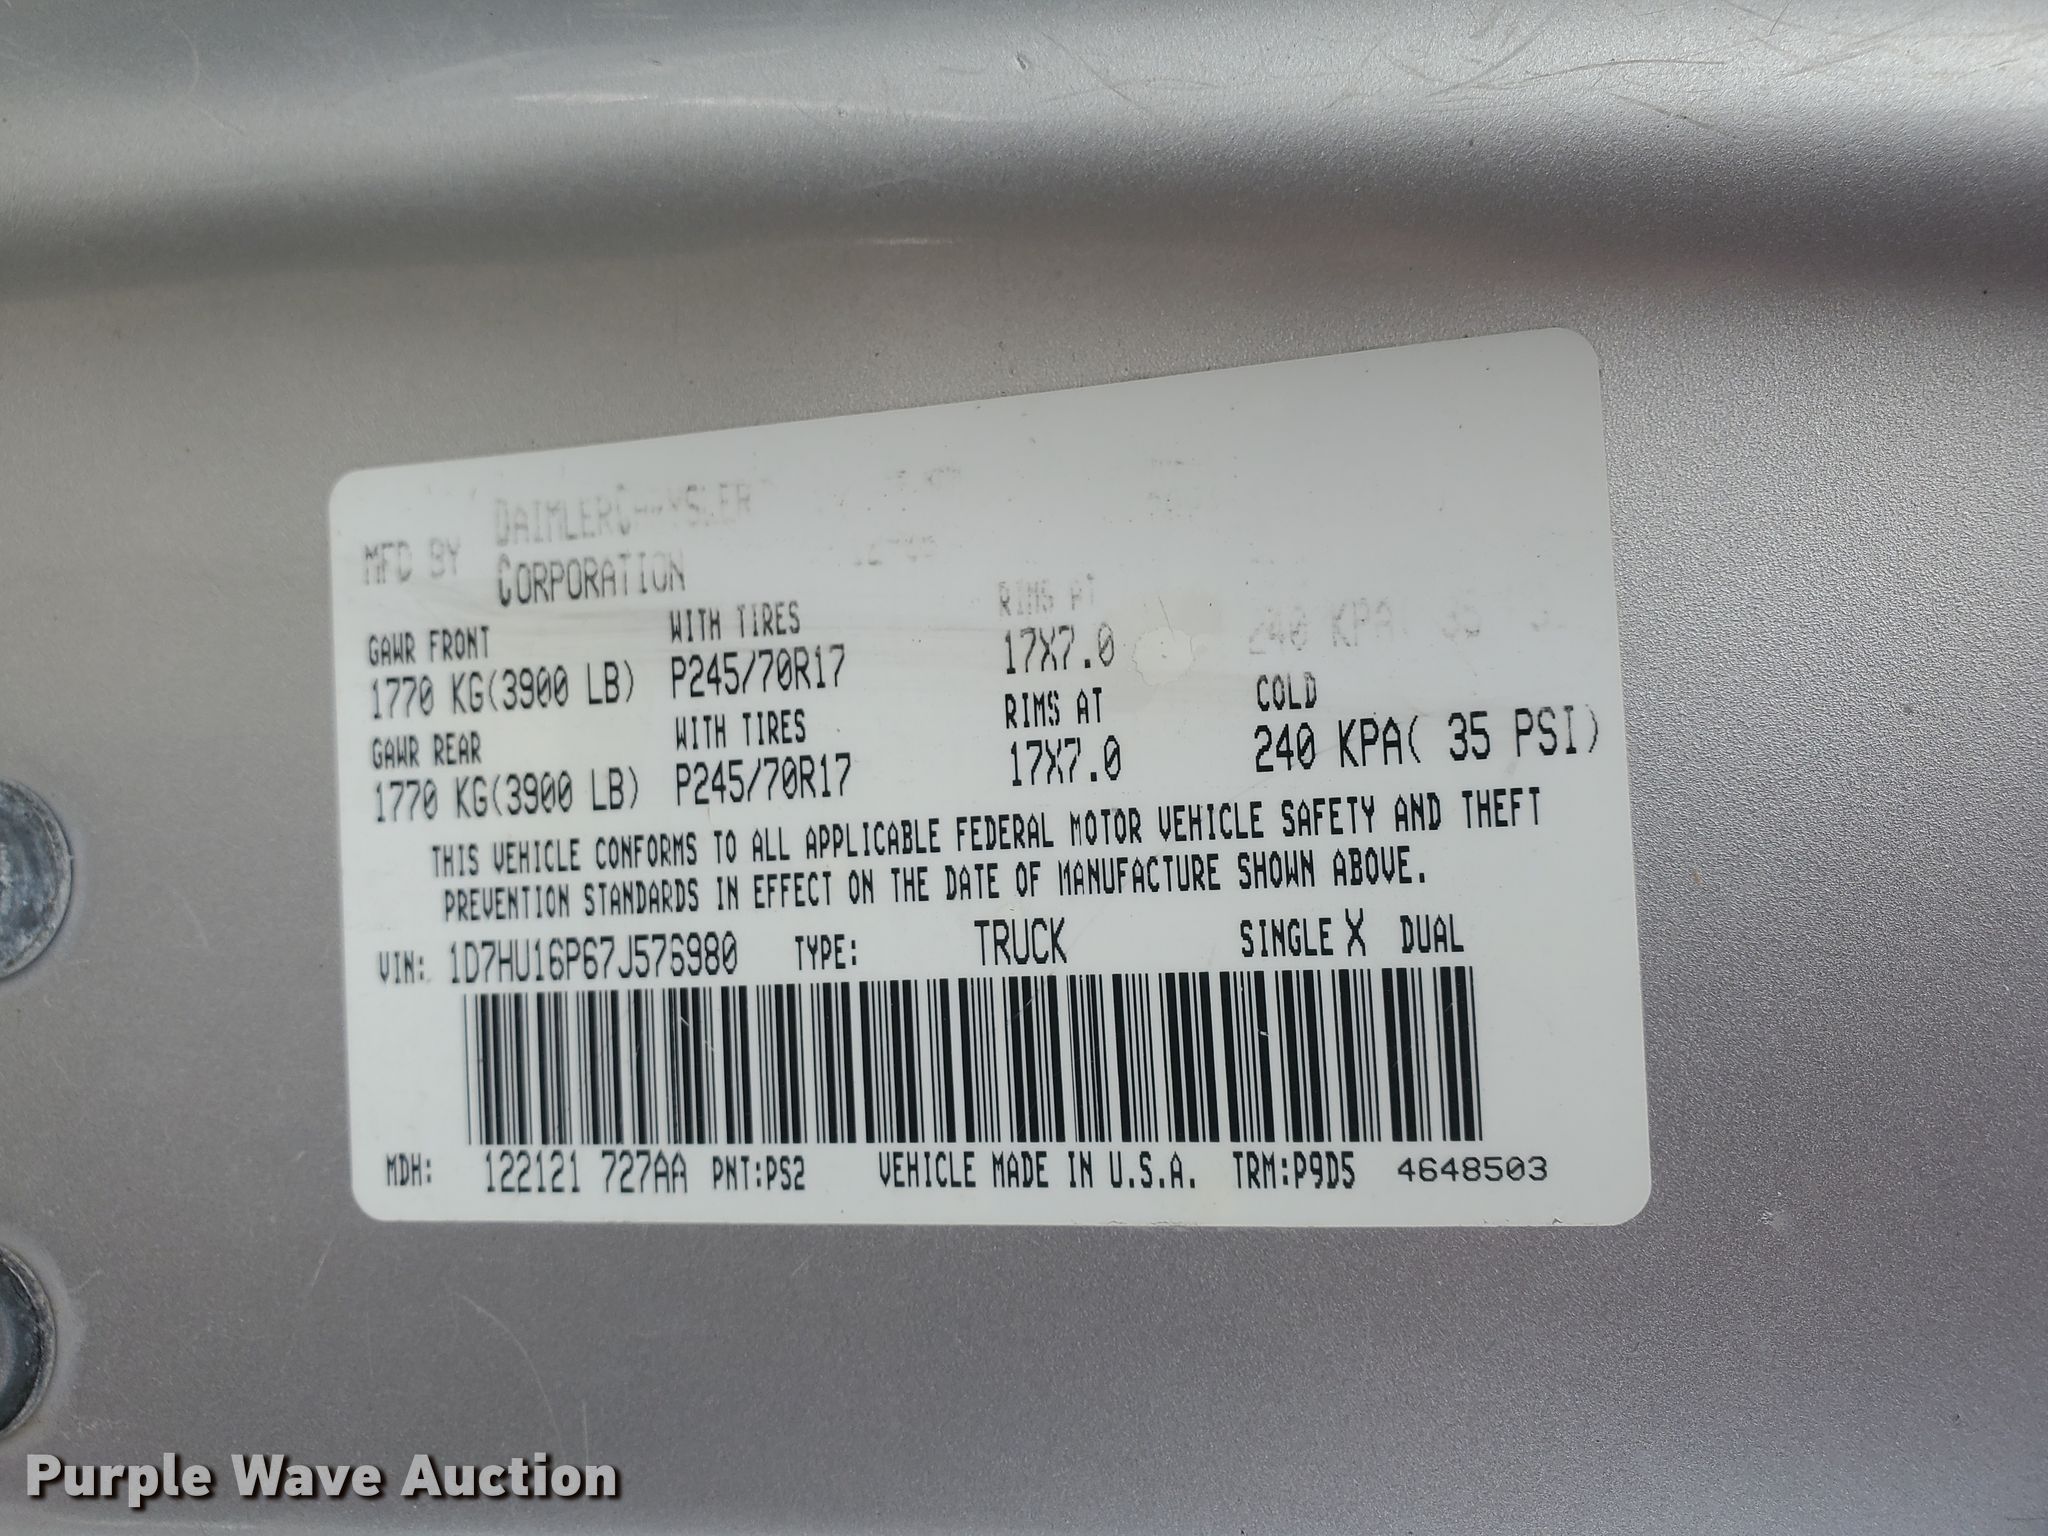 MFD BY DAIMLERCHRYSLER
CORPORATION
GAWR FRONT WITH TIRES RIMS AT
1770 KG(3900 LB) P245/70R17 17X7.0 240 KPA( 35
GAWR REAR WITH TIRES RIMS AT COLD
1770 KG(3900 LB) P245/70R17 17X7.0 240 KPA( 35 PSI)
THIS VEHICLE CONFORMS TO ALL APPLICABLE FEDERAL MOTOR VEHICLE SAFETY AND THEFT
PREVENTION STANDARDS IN EFFECT ON THE DATE OF MANUFACTURE SHOWN ABOVE.
VIN: 1D7HU16P67J576980 TYPE: TRUCK SINGLE X DUAL
MDH: 122121 727AA PNT:PS2 VEHICLE MADE IN U.S.A. TRM:P9D5 4648503
Purple Wave Auction